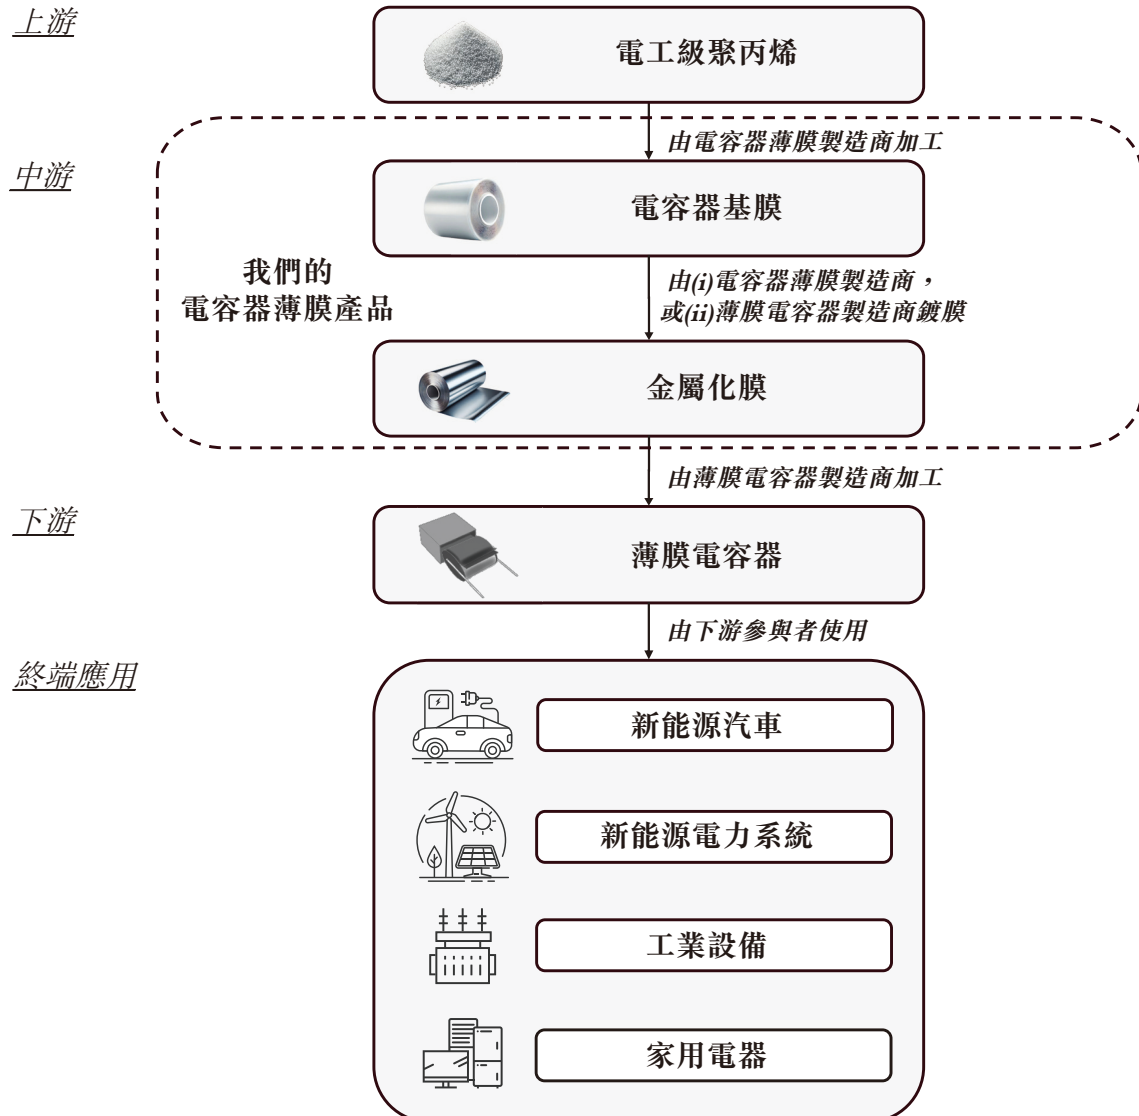 上游
電工級聚丙烯
由電容器薄膜製造商加工
中游
電容器基膜
我們的
電容器薄膜產品
由(i)電容器薄膜製造商，
或(ii)薄膜電容器製造商鍍膜
金屬化膜
由薄膜電容器製造商加工
下游
薄膜電容器
由下游參與者使用
終端應用
新能源汽車
新能源電力系統
工業設備
家用電器